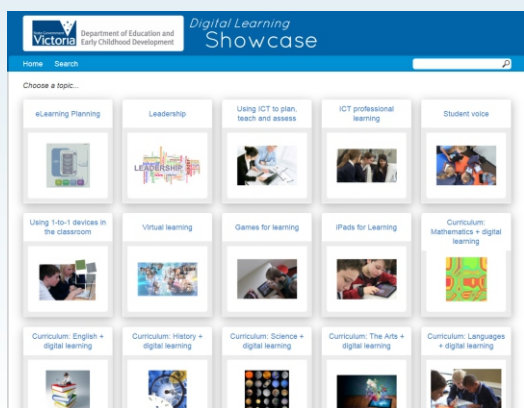 Victoria
Department of Education and
Early Childhood Development
Digital Learning
Showcase
Home Search
Choose a topic...
eLearning Planning
Leadership
Using ICT to plan,
teach and assess
ICT professional
learning
Student voice
LEADERSHIP
Using 1-to-1 devices in
the classroom
Virtual learning
Games for learning
iPads for Learning
Curriculum:
Mathematics + digital
learning
Curriculum: English +
digital learning
Curriculum: History +
digital learning
Curriculum: Science +
digital learning
Curriculum: The Arts +
digital learning
Curriculum: Languages
+ digital learning